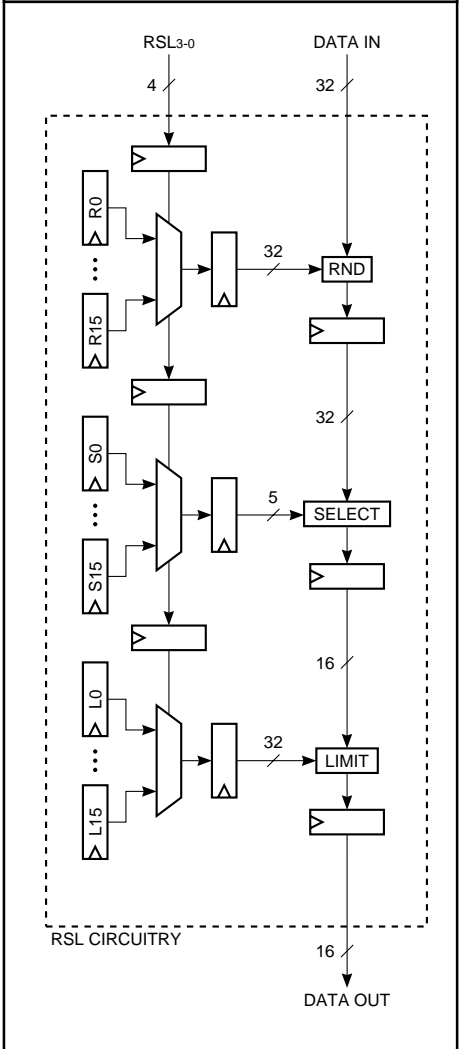 RSL3-0 DATA IN
4 32
R0
R15
32
RND
32
S0
S15
5
SELECT
16
L0
L15
32
LIMIT
RSL CIRCUITRY
16
DATA OUT